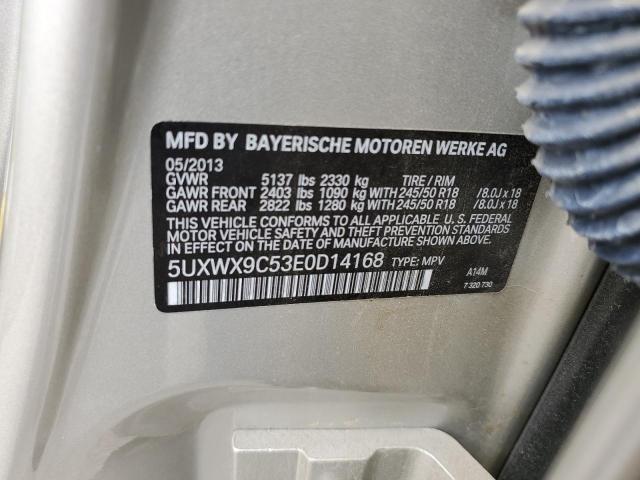 MFD BY BAYERISCHE MOTOREN WERKE AG
05/2013
GVWR 5137 lbs 2330 kg TIRE / RIM
GAWR FRONT 2403 lbs 1090 kg WITH 245/50 R18 / 8.0J x 18
GAWR REAR 2822 lbs 1280 kg WITH 245/50 R18 / 8.0J x 18
THIS VEHICLE CONFORMS TO ALL APPLICABLE U. S. FEDERAL
MOTOR VEHICLE SAFETY, BUMPER, AND THEFT PREVENTION
STANDARDS IN EFFECT ON THE DATE OF MANUFACTURE SHOWN ABOVE.
5UXWX9C53E0D14168 TYPE: MPV
A14M
7 320 730